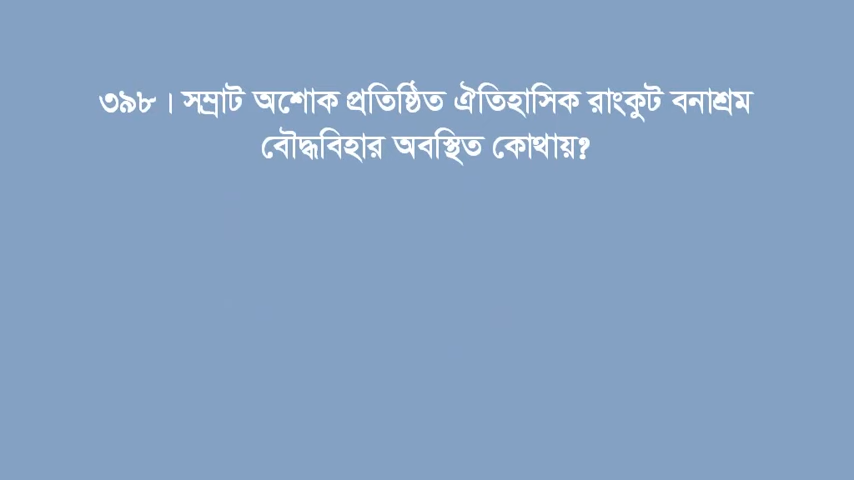 ৩৯৮। সম্রাট অশোক প্রতিষ্ঠিত ঐতিহাসিক রাংকুট বনাশ্রম
বৌদ্ধবিহার অবস্থিত কোথায়?